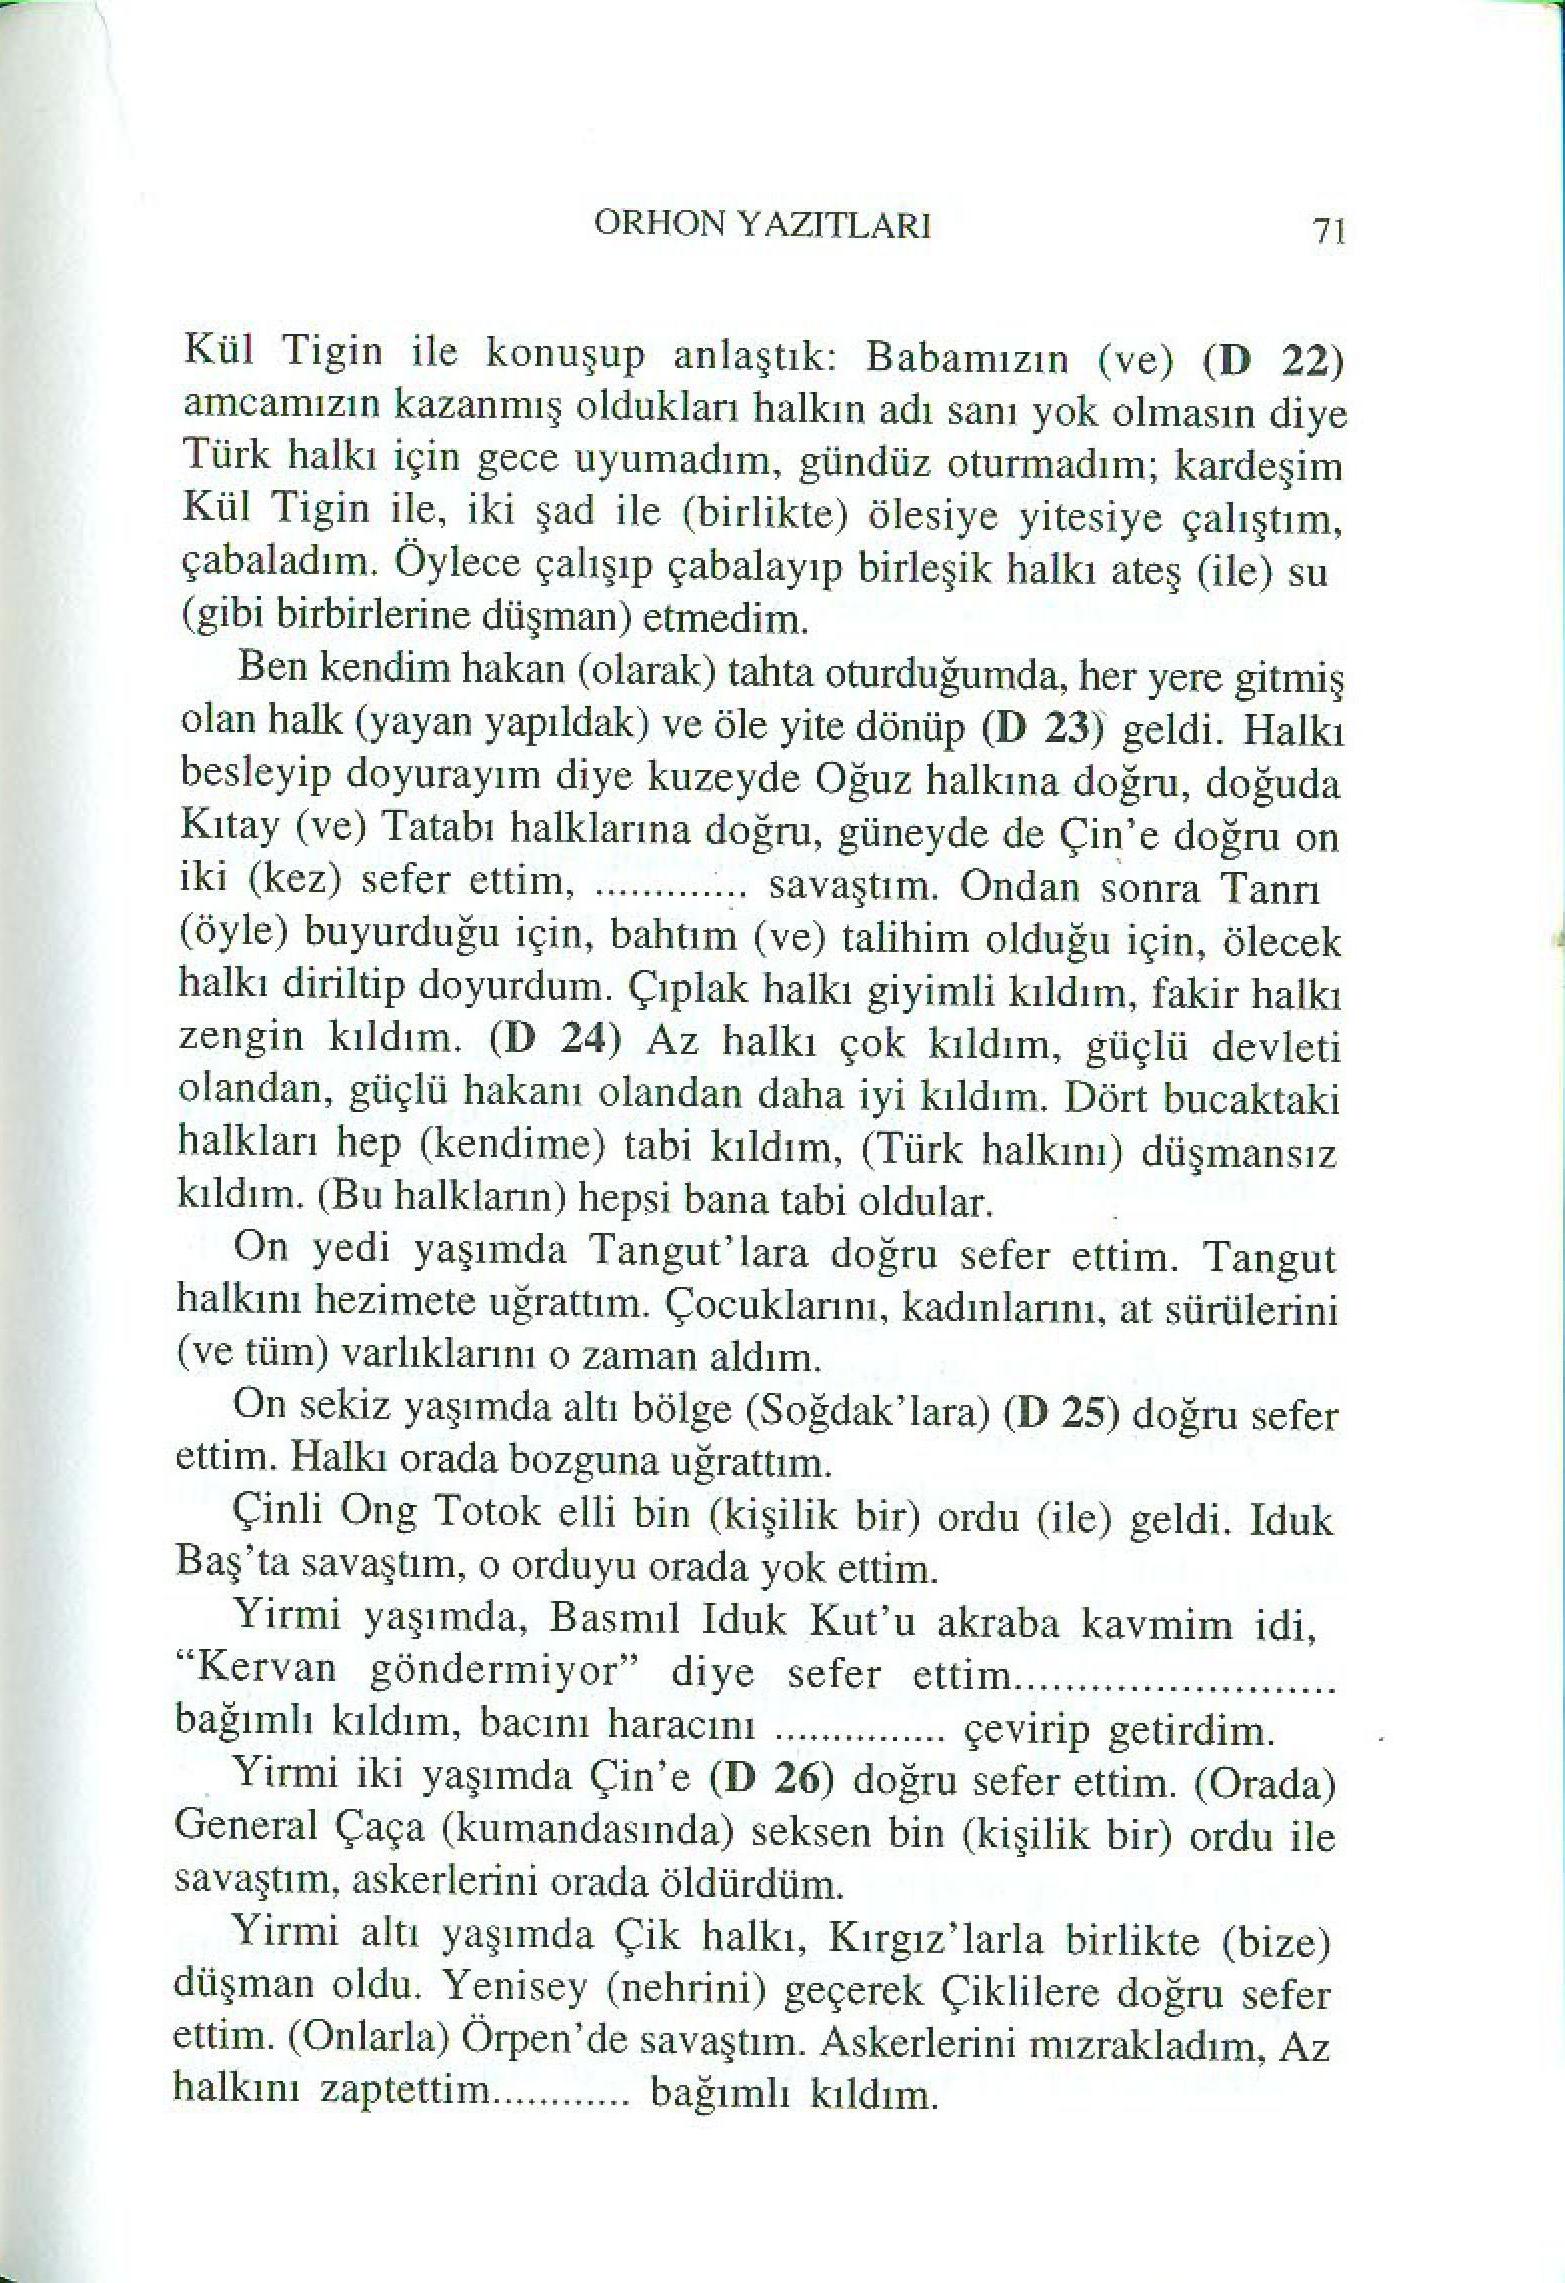 ORHON YAZITLARI 71
Kül Tigin ile konuşup anlaştık: Babamızın (ve) (D 22)
amcamızın kazanmış oldukları halkın adı sanı yok olmasın diye
Türk halkı için gece uyumadım, gündüz oturmadım; kardeşim
Kül Tigin ile, iki şad ile (birlikte) ölesiye yitesiye çalıştım,
çabaladım. Öylece çalışıp çabalayıp birleşik halkı ateş (ile) su
(gibi birbirlerine düşman) etmedim.
Ben kendim hakan (olarak) tahta oturduğumda, her yere gitmiş
olan halk (yayan yapıldak) ve öle yite dönüp (D 23) geldi. Halkı
besleyip doyurayım diye kuzeyde Oğuz halkına doğru, doğuda
Kıtay (ve) Tatabı halklarına doğru, güneyde de Çin'e doğru on
iki (kez) sefer ettim, ............. savaştım. Ondan sonra Tanrı
(öyle) buyurduğu için, bahtım (ve) talihim olduğu için, ölecek
halkı diriltip doyurdum. Çıplak halkı giyimli kıldım, fakir halkı
zengin kıldım. (D 24) Az halkı çok kıldım, güçlü devleti
olandan, güçlü hakanı olandan daha iyi kıldım. Dört bucaktaki
halkları hep (kendime) tabi kıldım, (Türk halkını) düşmansız
kıldım. (Bu halkların) hepsi bana tabi oldular.
On yedi yaşımda Tangut'lara doğru sefer ettim. Tangut
halkını hezimete uğrattım. Çocuklarını, kadınlarını, at sürülerini
(ve tüm) varlıklarını o zaman aldım.
On sekiz yaşımda altı bölge (Soğdak'lara) (D 25) doğru sefer
ettim. Halkı orada bozguna uğrattım.
Çinli Ong Totok elli bin (kişilik bir) ordu (ile) geldi. Iduk
Baş'ta savaştım, o orduyu orada yok ettim.
Yirmi yaşımda, Basmıl Iduk Kut'u akraba kavmim idi,
“Kervan göndermiyor” diye sefer ettim..........................
bağımlı kıldım, bacını haracını ............... çevirip getirdim.
Yirmi iki yaşımda Çin'e (D 26) doğru sefer ettim. (Orada)
General Çaça (kumandasında) seksen bin (kişilik bir) ordu ile
savaştım, askerlerini orada öldürdüm.
Yirmi altı yaşımda Çik halkı, Kırgız'larla birlikte (bize)
düşman oldu. Yenisey (nehrini) geçerek Çiklilere doğru sefer
ettim. (Onlarla) Örpen'de savaştım. Askerlerini mızrakladım, Az
halkını zaptettim............ bağımlı kıldım.